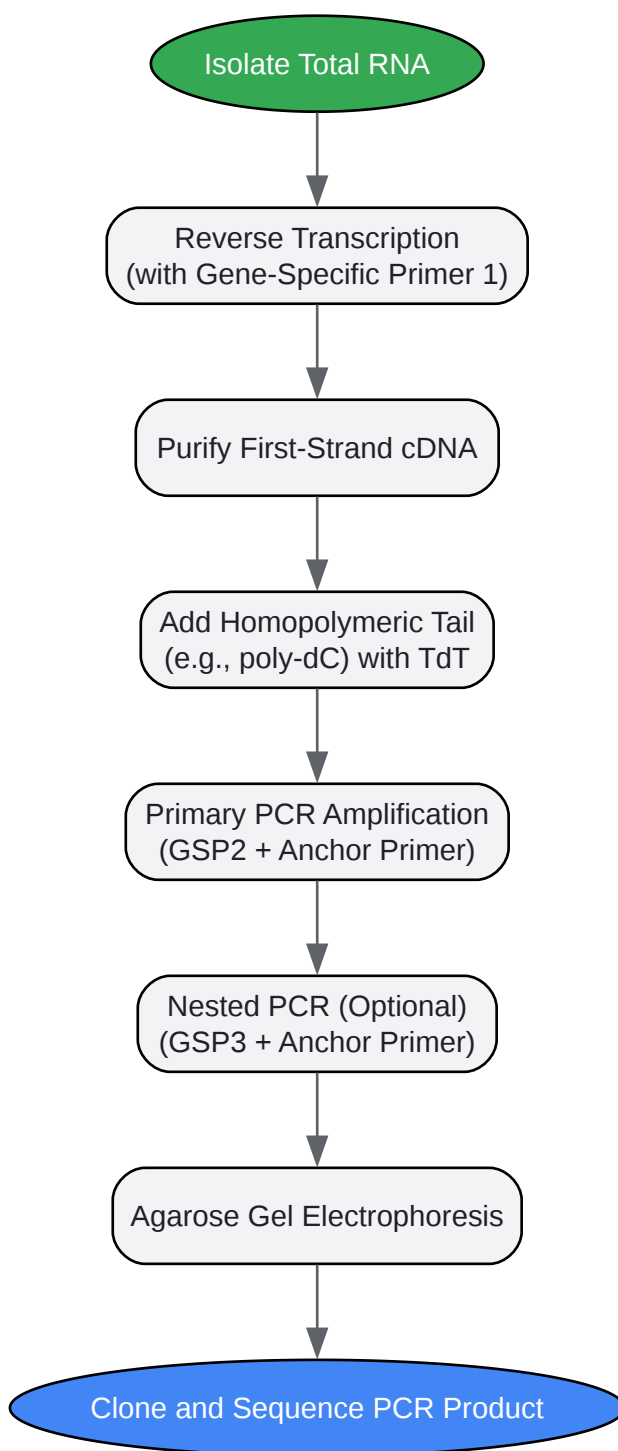 Isolate Total RNA
Reverse Transcription
(with Gene-Specific Primer 1)
Purify First-Strand cDNA
Add Homopolymeric Tail
(e.g., poly-dC) with TdT
Primary PCR Amplification
(GSP2 + Anchor Primer)
Nested PCR (Optional)
(GSP3 + Anchor Primer)
Agarose Gel Electrophoresis
Clone and Sequence PCR Product